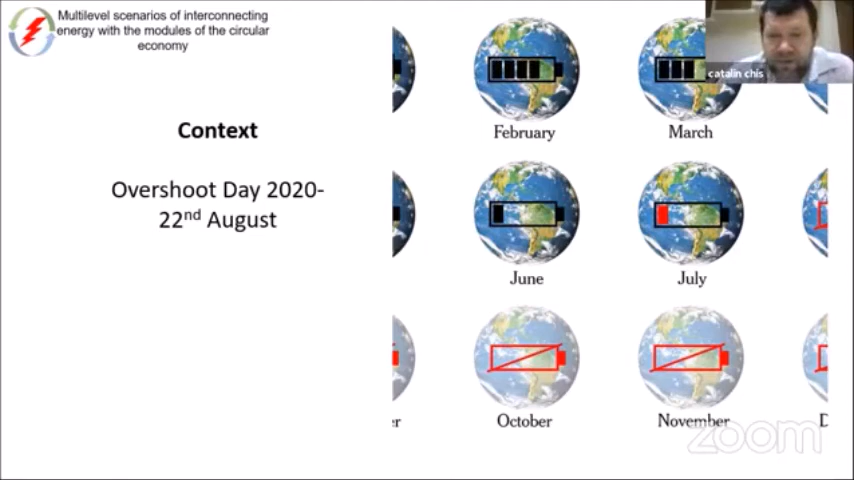 Multilevel scenarios of interconnecting
energy with the modules of the circular
economy
catalin chis
Context
February
March
Overshoot Day 2020-
22nd August
June
July
er
October
November
D
zoom